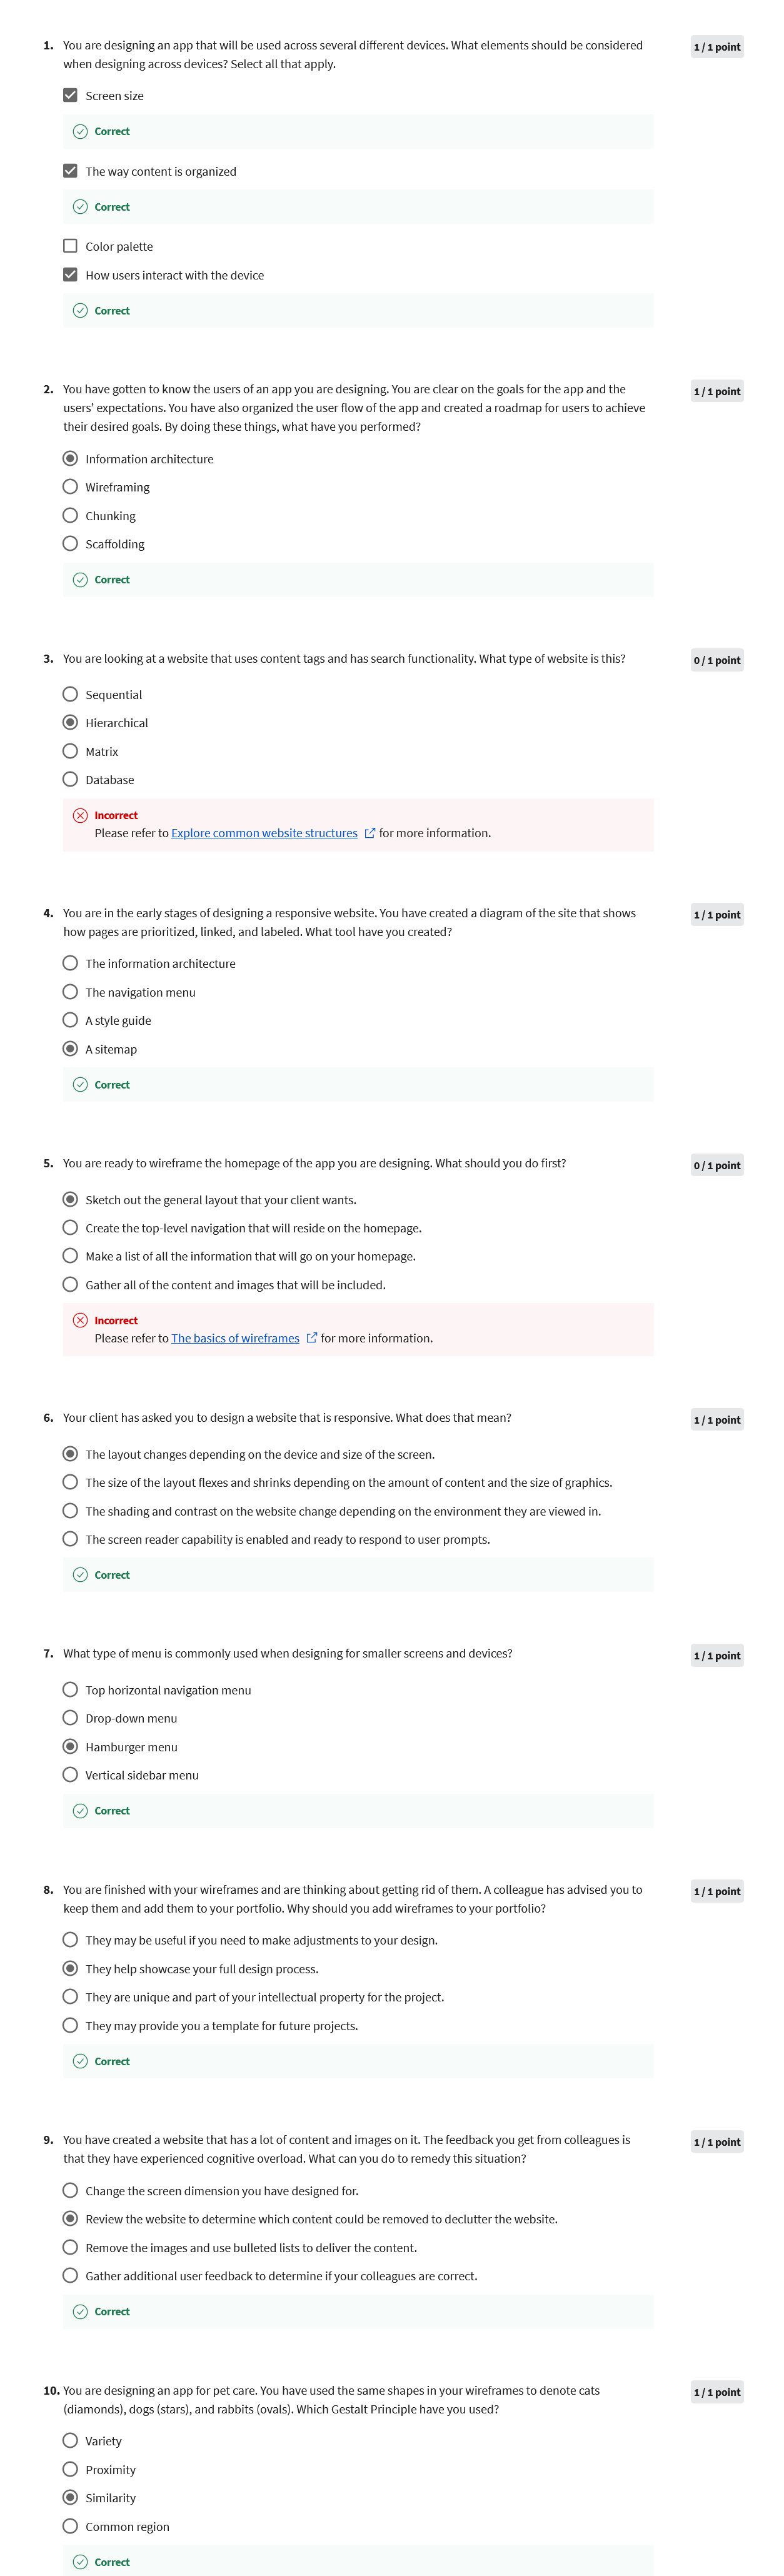 1. You are designing an app that will be used across several different devices. What elements should be considered
when designing across devices? Select all that apply.
1 / 1 point
Screen size
Correct
The way content is organized
Correct
Color palette
How users interact with the device
Correct
2. You have gotten to know the users of an app you are designing. You are clear on the goals for the app and the
users' expectations. You have also organized the user flow of the app and created a roadmap for users to achieve
their desired goals. By doing these things, what have you performed?
1 / 1 point
Information architecture
Wireframing
Chunking
Scaffolding
Correct
3. You are looking at a website that uses content tags and has search functionality. What type of website is this?
0 / 1 point
Sequential
Hierarchical
Matrix
Database
Incorrect
Please refer to Explore common website structures for more information.
4. You are in the early stages of designing a responsive website. You have created a diagram of the site that shows
how pages are prioritized, linked, and labeled. What tool have you created?
1 / 1 point
The information architecture
The navigation menu
A style guide
A sitemap
Correct
5. You are ready to wireframe the homepage of the app you are designing. What should you do first?
0 / 1 point
Sketch out the general layout that your client wants.
Create the top-level navigation that will reside on the homepage.
Make a list of all the information that will go on your homepage.
Gather all of the content and images that will be included.
Incorrect
Please refer to The basics of wireframes for more information.
6. Your client has asked you to design a website that is responsive. What does that mean?
1 / 1 point
The layout changes depending on the device and size of the screen.
The size of the layout flexes and shrinks depending on the amount of content and the size of graphics.
The shading and contrast on the website change depending on the environment they are viewed in.
The screen reader capability is enabled and ready to respond to user prompts.
Correct
7. What type of menu is commonly used when designing for smaller screens and devices?
1 / 1 point
Top horizontal navigation menu
Drop-down menu
Hamburger menu
Vertical sidebar menu
Correct
8. You are finished with your wireframes and are thinking about getting rid of them. A colleague has advised you to
keep them and add them to your portfolio. Why should you add wireframes to your portfolio?
1 / 1 point
They may be useful if you need to make adjustments to your design.
They help showcase your full design process.
They are unique and part of your intellectual property for the project.
They may provide you a template for future projects.
Correct
9. You have created a website that has a lot of content and images on it. The feedback you get from colleagues is
that they have experienced cognitive overload. What can you do to remedy this situation?
1 / 1 point
Change the screen dimension you have designed for.
Review the website to determine which content could be removed to declutter the website.
Remove the images and use bulleted lists to deliver the content.
Gather additional user feedback to determine if your colleagues are correct.
Correct
10. You are designing an app for pet care. You have used the same shapes in your wireframes to denote cats
(diamonds), dogs (stars), and rabbits (ovals). Which Gestalt Principle have you used?
1 / 1 point
Variety
Proximity
Similarity
Common region
Correct